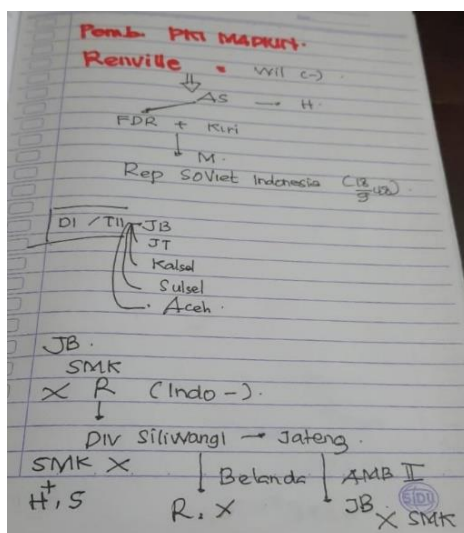 Pemb. PKI MADIUN.
Renville • Wil (-).
⇓
AS → H.
FDR + Kiri
↓ M.
Rep Soviet Indonesia (18/9 48).
DI / TII JB
JT
Kalsel
Sulsel
Aceh.
JB.
SMK
X R (Indo -).
↓
Div Siliwangi → Jateng.
SMK X ↓ Belanda ↓ AMB II
H + , S R. X JB X SMK
SIDU